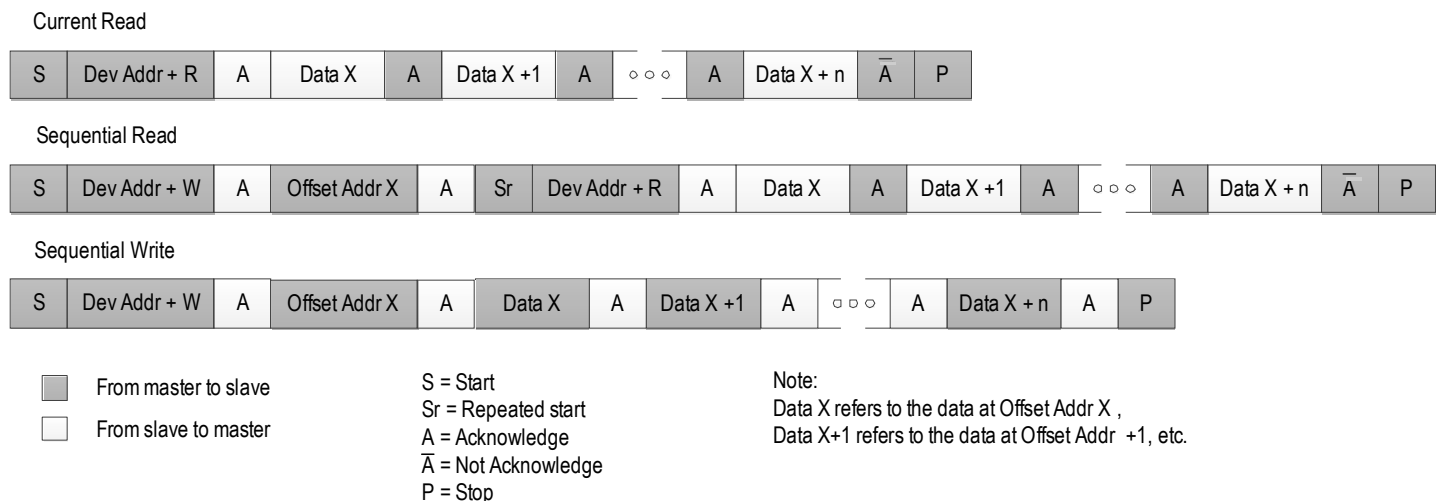 Current Read
S Dev Addr + R A Data X A Data X +1 A A Data X + n A̅ P
Sequential Read
S Dev Addr + W A Offset Addr X A Sr Dev Addr + R A Data X A Data X +1 A A Data X + n A̅ P
Sequential Write
S Dev Addr + W A Offset Addr X A Data X A Data X +1 A A Data X + n A P
From master to slave
From slave to master
S = Start
Sr = Repeated start
A = Acknowledge
A̅ = Not Acknowledge
P = Stop
Note:
Data X refers to the data at Offset Addr X ,
Data X+1 refers to the data at Offset Addr +1, etc.